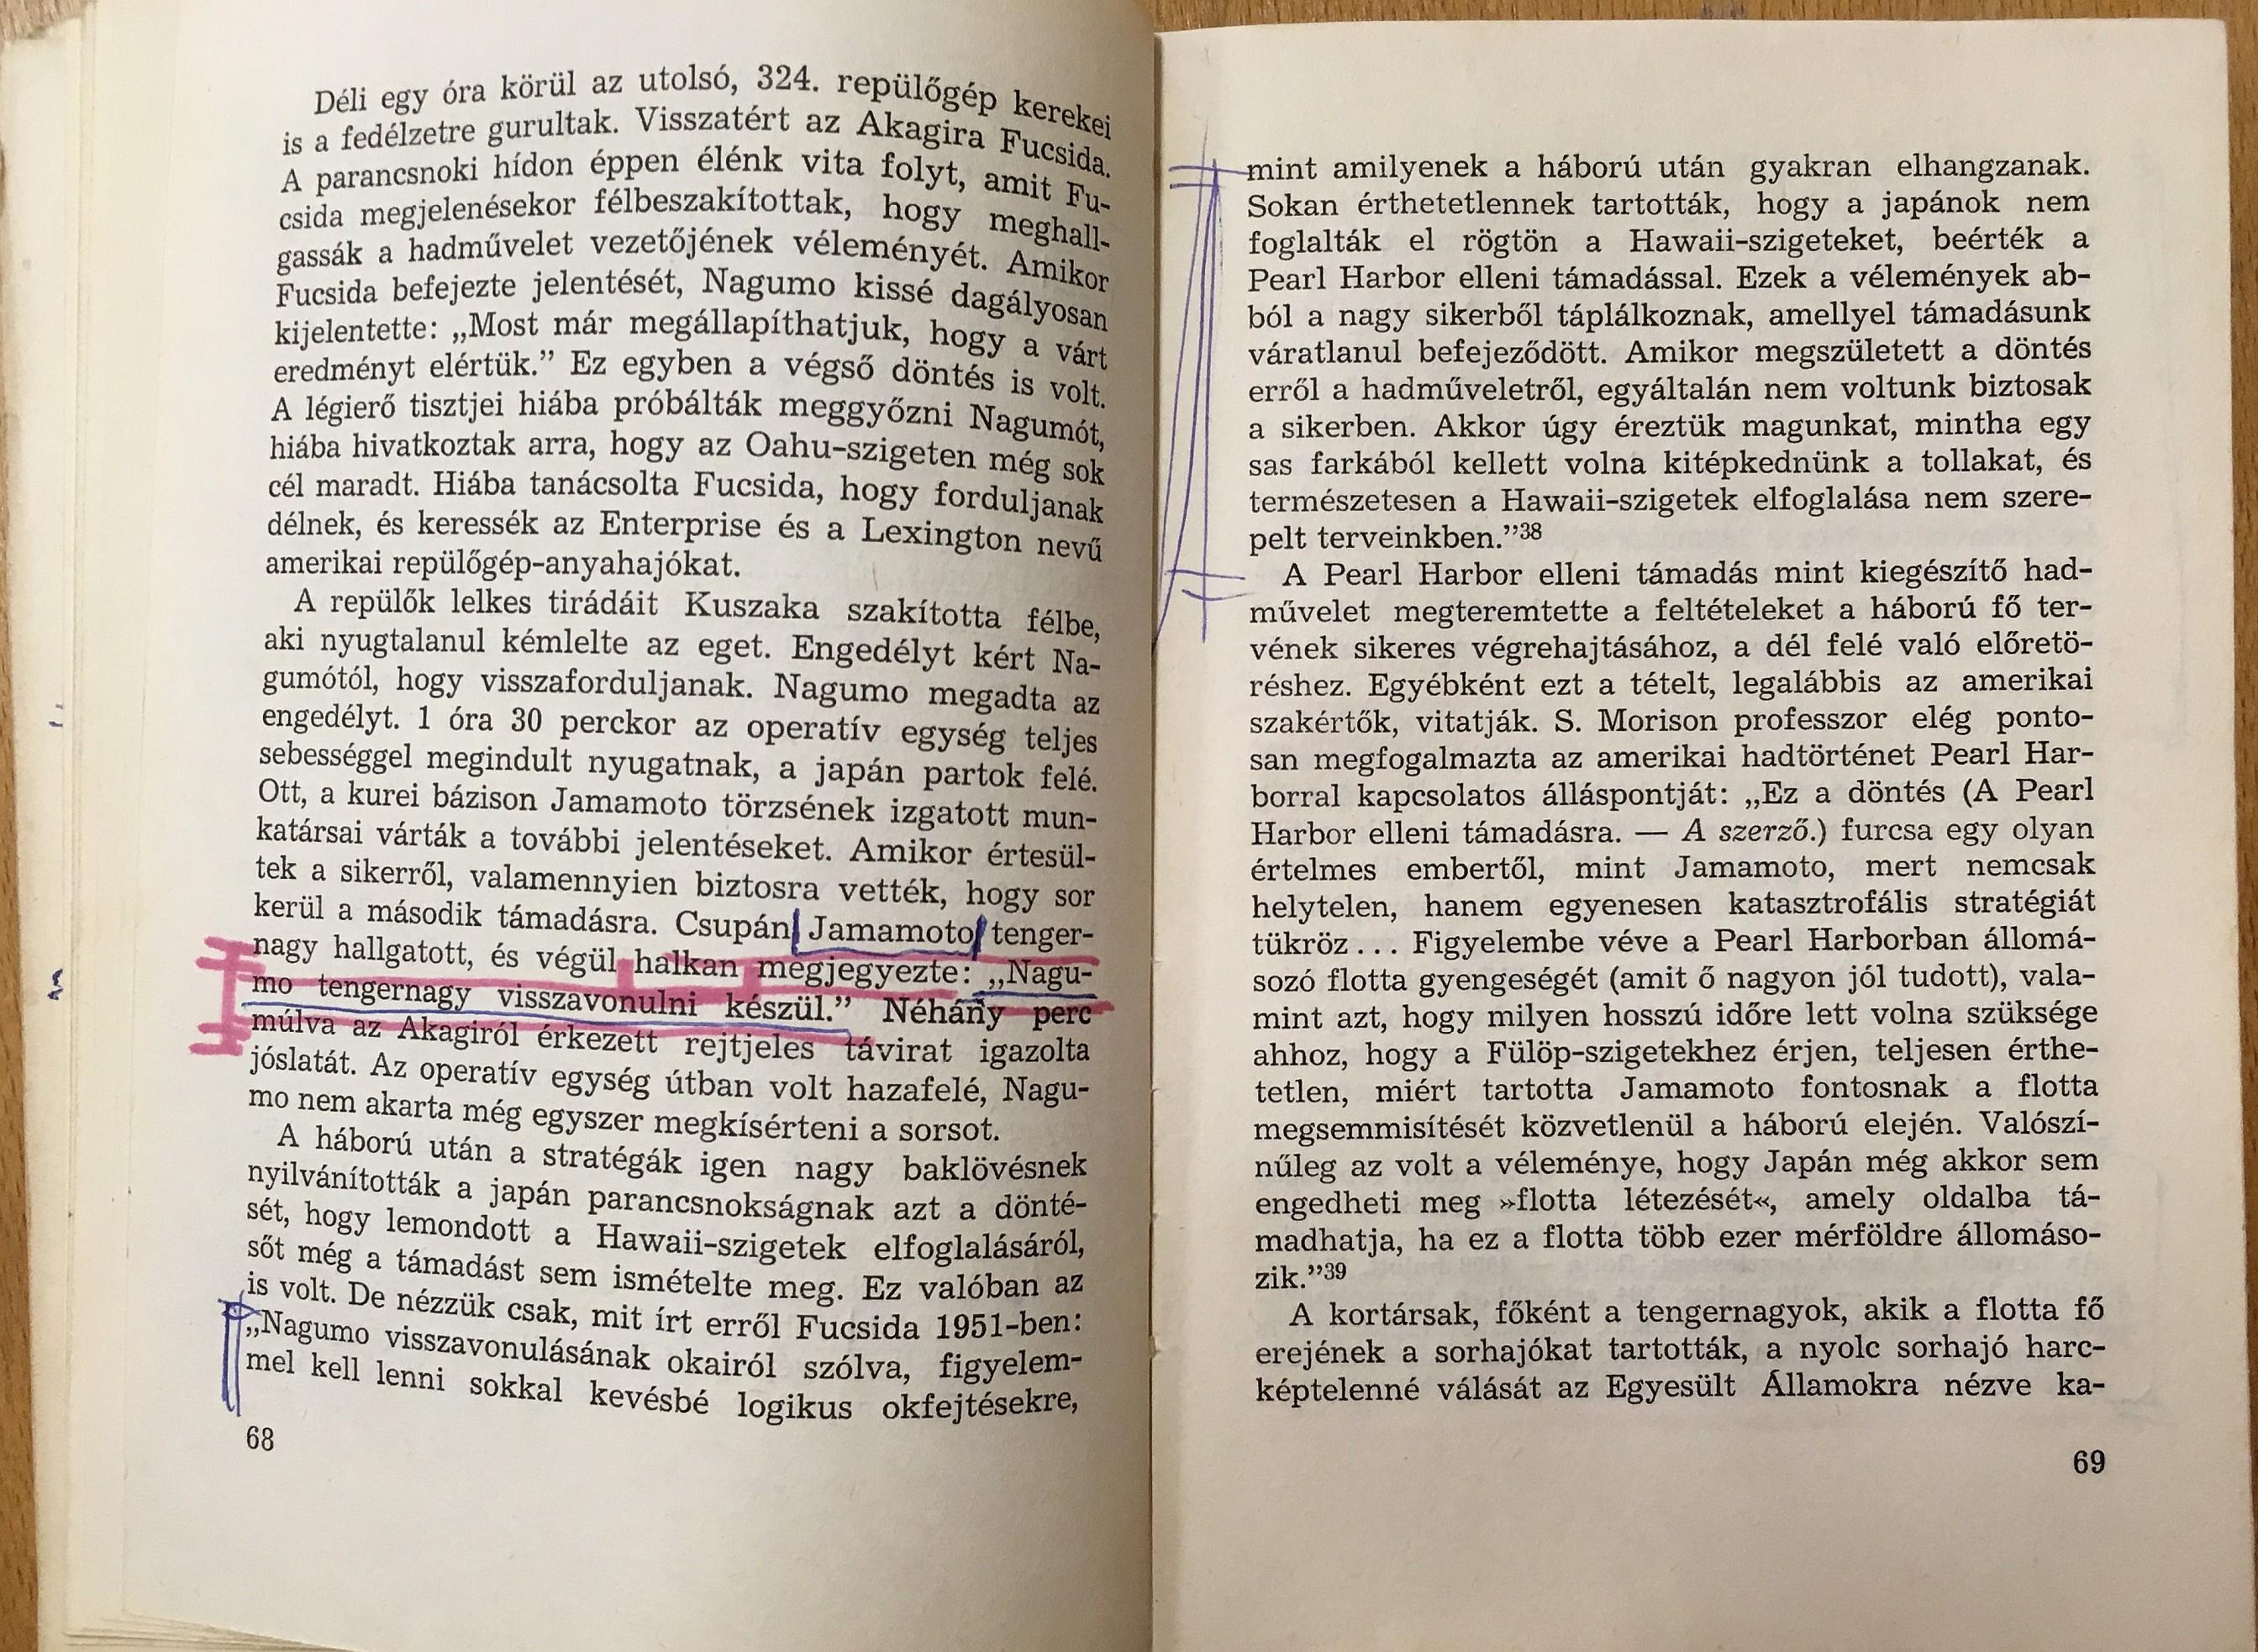 Déli egy óra körül az utolsó, 324. repülőgép kerekei
is a fedélzetre gurultak. Visszatért az Akagira Fucsida.
A parancsnoki hídon éppen élénk vita folyt, amit Fu-
csida megjelenésekor félbeszakítottak, hogy meghall-
gassák a hadművelet vezetőjének véleményét. Amikor
Fucsida befejezte jelentését, Nagumo kissé dagályosan
kijelentette: „Most már megállapíthatjuk, hogy a várt
eredményt elértük.” Ez egyben a végső döntés is volt.
A légierő tisztjei hiába próbálták meggyőzni Nagumót,
hiába hivatkoztak arra, hogy az Oahu-szigeten még sok
cél maradt. Hiába tanácsolta Fucsida, hogy forduljanak
délnek, és keressék az Enterprise és a Lexington nevű
amerikai repülőgép-anyahajókat.
A repülők lelkes tirádáit Kuszaka szakította félbe,
aki nyugtalanul kémlelte az eget. Engedélyt kért Na-
gumótól, hogy visszaforduljanak. Nagumo megadta az
engedélyt. 1 óra 30 perckor az operatív egység teljes
sebességgel megindult nyugatnak, a japán partok felé.
Ott, a kurei bázison Jamamoto törzsének izgatott mun-
katársai várták a további jelentéseket. Amikor értesül-
tek a sikerről, valamennyien biztosra vették, hogy sor
kerül a második támadásra. Csupán Jamamoto tenger-
nagy hallgatott, és végül halkan megjegyezte: „Nagu-
mo tengernagy visszavonulni készül.” Néhány perc
múlva az Akagiról érkezett rejtjeles távirat igazolta
jóslatát. Az operatív egység útban volt hazafelé, Nagu-
mo nem akarta még egyszer megkísérteni a sorsot.
A háború után a stratégák igen nagy baklövésnek
nyilvánították a japán parancsnokságnak azt a dönté-
sét, hogy lemondott a Hawaii-szigetek elfoglalásáról,
sőt még a támadást sem ismételte meg. Ez valóban az
is volt. De nézzük csak, mit írt erről Fucsida 1951-ben:
„Nagumo visszavonulásának okairól szólva, figyelem-
mel kell lenni sokkal kevésbé logikus okfejtésekre,
68
mint amilyenek a háború után gyakran elhangzanak.
Sokan érthetetlennek tartották, hogy a japánok nem
foglalták el rögtön a Hawaii-szigeteket, beérték a
Pearl Harbor elleni támadással. Ezek a vélemények ab-
ból a nagy sikerből táplálkoznak, amellyel támadásunk
váratlanul befejeződött. Amikor megszületett a döntés
erről a hadműveletről, egyáltalán nem voltunk biztosak
a sikerben. Akkor úgy éreztük magunkat, mintha egy
sas farkából kellett volna kitépkednünk a tollakat, és
természetesen a Hawaii-szigetek elfoglalása nem szere-
pelt terveinkben.”38
A Pearl Harbor elleni támadás mint kiegészítő had-
művelet megteremtette a feltételeket a háború fő ter-
vének sikeres végrehajtásához, a dél felé való előretö-
réshez. Egyébként ezt a tételt, legalábbis az amerikai
szakértők, vitatják. S. Morison professzor elég ponto-
san megfogalmazta az amerikai hadtörténet Pearl Har-
borral kapcsolatos álláspontját: „Ez a döntés (A Pearl
Harbor elleni támadásra. — A szerző.) furcsa egy olyan
értelmes embertől, mint Jamamoto, mert nemcsak
helytelen, hanem egyenesen katasztrofális stratégiát
tükröz... Figyelembe véve a Pearl Harborban állomá-
sozó flotta gyengeségét (amit ő nagyon jól tudott), vala-
mint azt, hogy milyen hosszú időre lett volna szüksége
ahhoz, hogy a Fülöp-szigetekhez érjen, teljesen érthe-
tetlen, miért tartotta Jamamoto fontosnak a flotta
megsemmisítését közvetlenül a háború elején. Valószí-
nűleg az volt a véleménye, hogy Japán még akkor sem
engedheti meg »flotta létezését«, amely oldalba tá-
madhatja, ha ez a flotta több ezer mérföldre állomáso-
zik.”39
A kortársak, főként a tengernagyok, akik a flotta fő
erejének a sorhajókat tartották, a nyolc sorhajó harc-
képtelenné válását az Egyesült Államokra nézve ka-
69